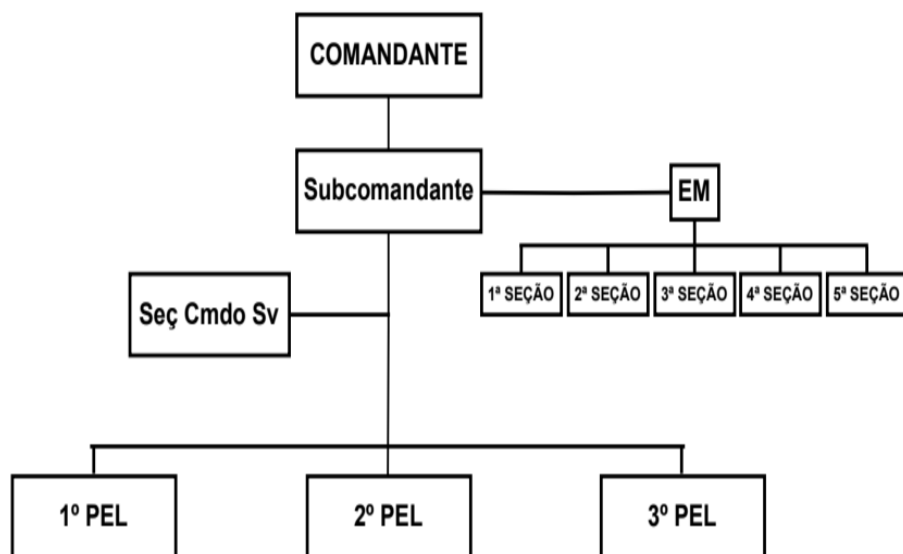 COMANDANTE
Subcomandante
EM
1ª SEÇÃO
2ª SEÇÃO
3ª SEÇÃO
4ª SEÇÃO
5ª SEÇÃO
Seç Cmdo Sv
1º PEL
2º PEL
3º PEL